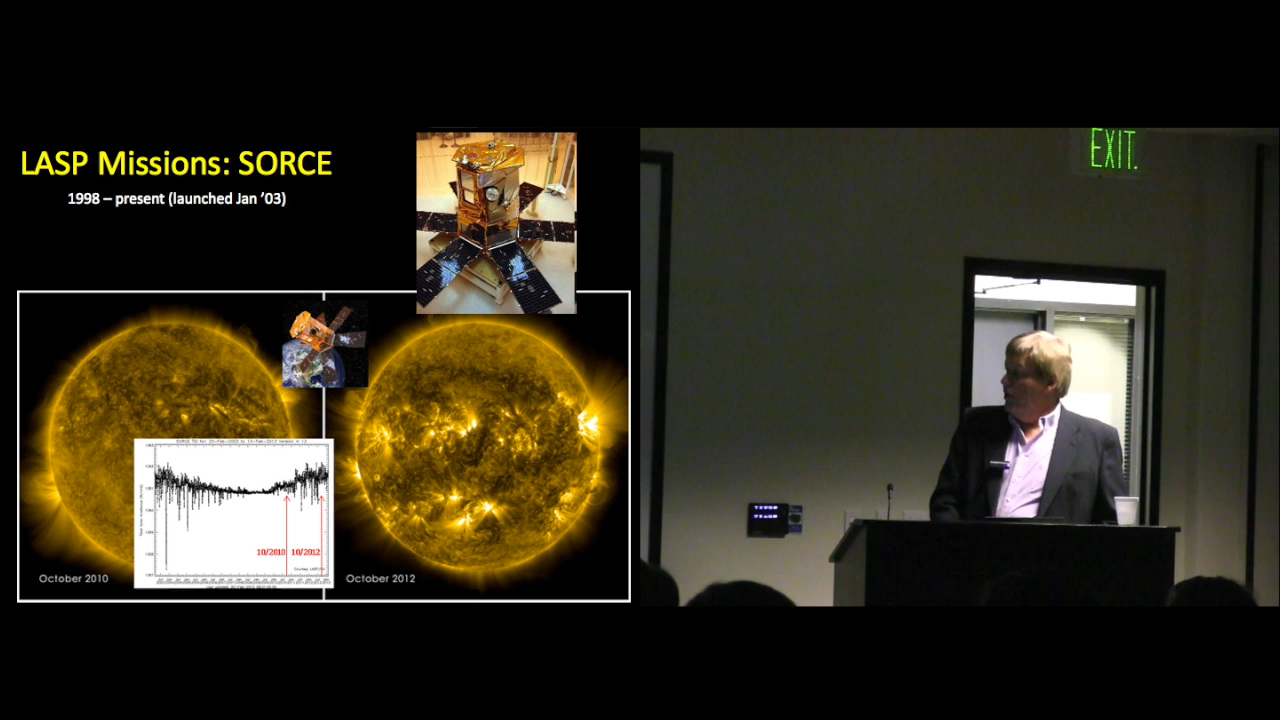 LASP Missions: SORCE
1998 – present (launched Jan ’03)
EXIT
10/2010 10/2012
October 2010
October 2012